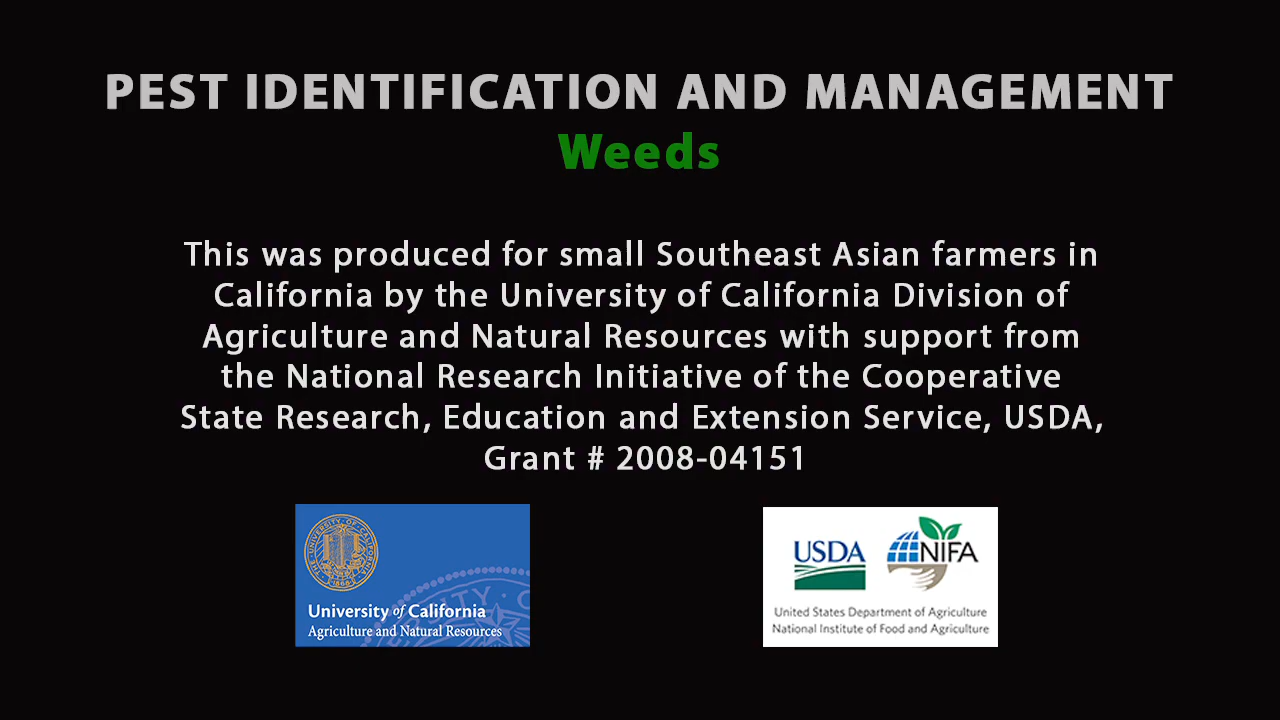 PEST IDENTIFICATION AND MANAGEMENT
Weeds
This was produced for small Southeast Asian farmers in
California by the University of California Division of
Agriculture and Natural Resources with support from
the National Research Initiative of the Cooperative
State Research, Education and Extension Service, USDA,
Grant # 2008-04151
University of California
Agriculture and Natural Resources
USDA NIFA
United States Department of Agriculture
National Institute of Food and Agriculture